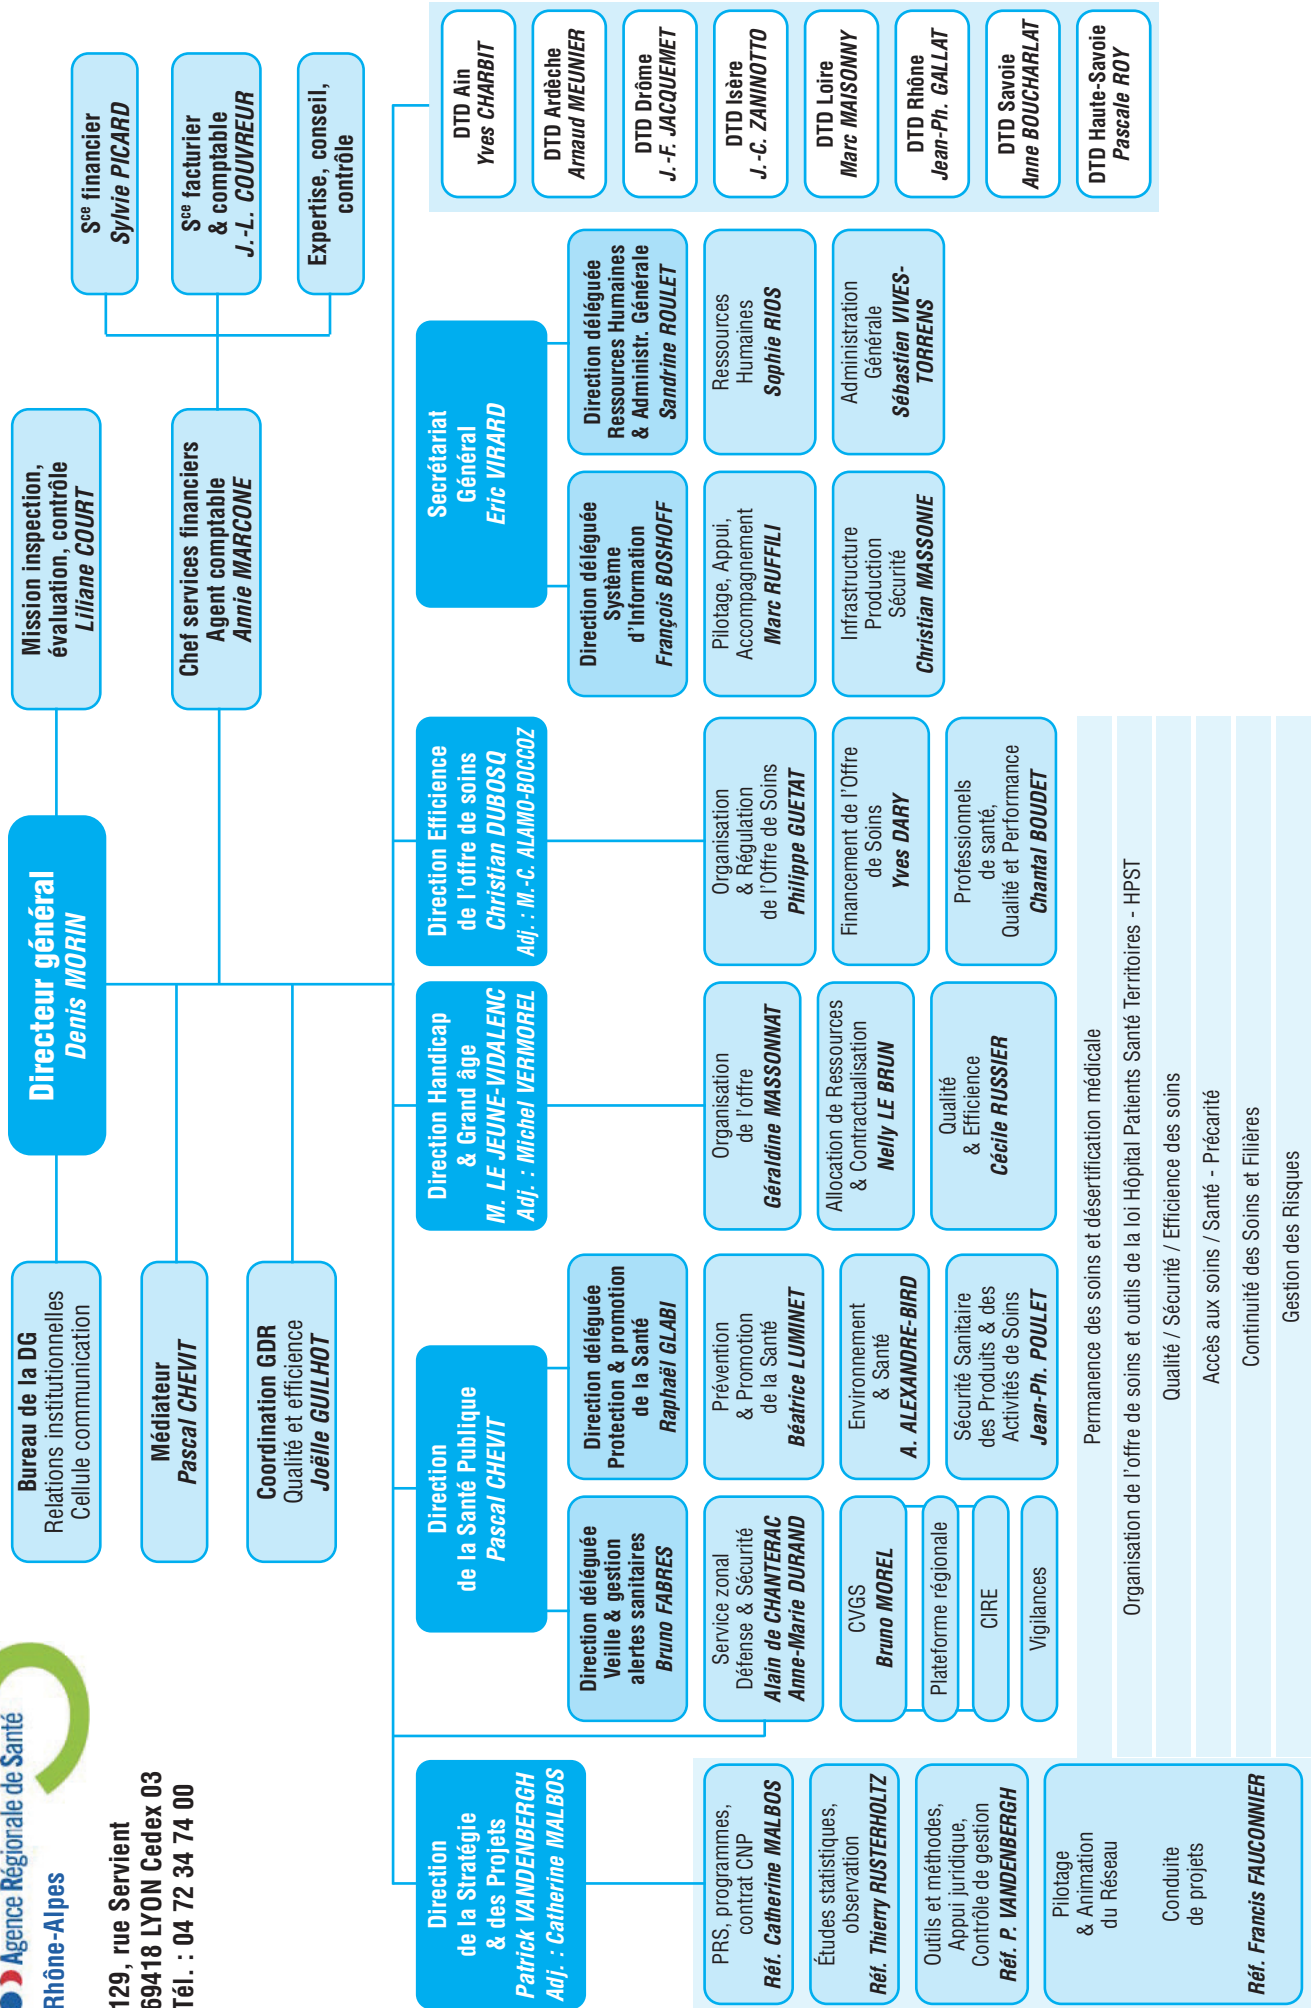 Agence Régionale de Santé
Rhône-Alpes
129, rue Servient
69418 LYON Cedex 03
Tél. : 04 72 34 74 00
Directeur général
Denis MORIN
Bureau de la DG
Relations institutionnelles
Cellule communication
Médiateur
Pascal CHEVIT
Coordination GDR
Qualité et efficience
Joëlle GUILHOT
Mission inspection,
évaluation, contrôle
Liliane COURT
Chef services financiers
Agent comptable
Annie MARCONE
Sce financier
Sylvie PICARD
Sce facturier
& comptable
J.-L. COUVREUR
Expertise, conseil,
contrôle
Direction
de la Stratégie
& des Projets
Patrick VANDENBERGH
Adj. : Catherine MALBOS
PRS, programmes,
contrat CNP
Réf. Catherine MALBOS
Études statistiques,
observation
Réf. Thierry RUSTERHOLTZ
Outils et méthodes,
Appui juridique,
Contrôle de gestion
Réf. P. VANDENBERGH
Pilotage
& Animation
du Réseau
Conduite
de projets
Réf. Francis FAUCONNIER
Direction
de la Santé Publique
Pascal CHEVIT
Direction déléguée
Veille & gestion
alertes sanitaires
Bruno FABRES
Service zonal
Défense & Sécurité
Alain de CHANTERAC
Anne-Marie DURAND
CVGS
Bruno MOREL
Plateforme régionale
CIRE
Vigilances
Direction déléguée
Protection & promotion
de la Santé
Raphaël GLABI
Prévention
& Promotion
de la Santé
Béatrice LUMINET
Environnement
& Santé
A. ALEXANDRE-BIRD
Sécurité Sanitaire
des Produits & des
Activités de Soins
Jean-Ph. POULET
Direction Handicap
& Grand âge
M. LE JEUNE-VIDALENC
Adj. : Michel VERMOREL
Organisation
de l'offre
Géraldine MASSONNAT
Allocation de Ressources
& Contractualisation
Nelly LE BRUN
Qualité
& Efficience
Cécile RUSSIER
Direction Efficience
de l'offre de soins
Christian DUBOSQ
Adj. : M.-C. ALAMO-BOCCOZ
Organisation
& Régulation
de l'Offre de Soins
Philippe GUETAT
Financement de l'Offre
de Soins
Yves DARY
Professionnels
de santé,
Qualité et Performance
Chantal BOUDET
Secrétariat
Général
Eric VIRARD
Direction déléguée
Système
d'Information
François BOSHOFF
Pilotage, Appui,
Accompagnement
Marc RUFFILI
Infrastructure
Production
Sécurité
Christian MASSONIE
Direction déléguée
Ressources Humaines
& Administr. Générale
Sandrine ROULET
Ressources
Humaines
Sophie RIOS
Administration
Générale
Sébastien VIVES-
TORRENS
DTD Ain
Yves CHARBIT
DTD Ardèche
Arnaud MEUNIER
DTD Drôme
J.-F. JACQUEMET
DTD Isère
J.-C. ZANINOTTO
DTD Loire
Marc MAISONNY
DTD Rhône
Jean-Ph. GALLAT
DTD Savoie
Anne BOUCHARLAT
DTD Haute-Savoie
Pascale ROY
Permanence des soins et désertification médicale
Organisation de l'offre de soins et outils de la loi Hôpital Patients Santé Territoires - HPST
Qualité / Sécurité / Efficience des soins
Accès aux soins / Santé - Précarité
Continuité des Soins et Filières
Gestion des Risques